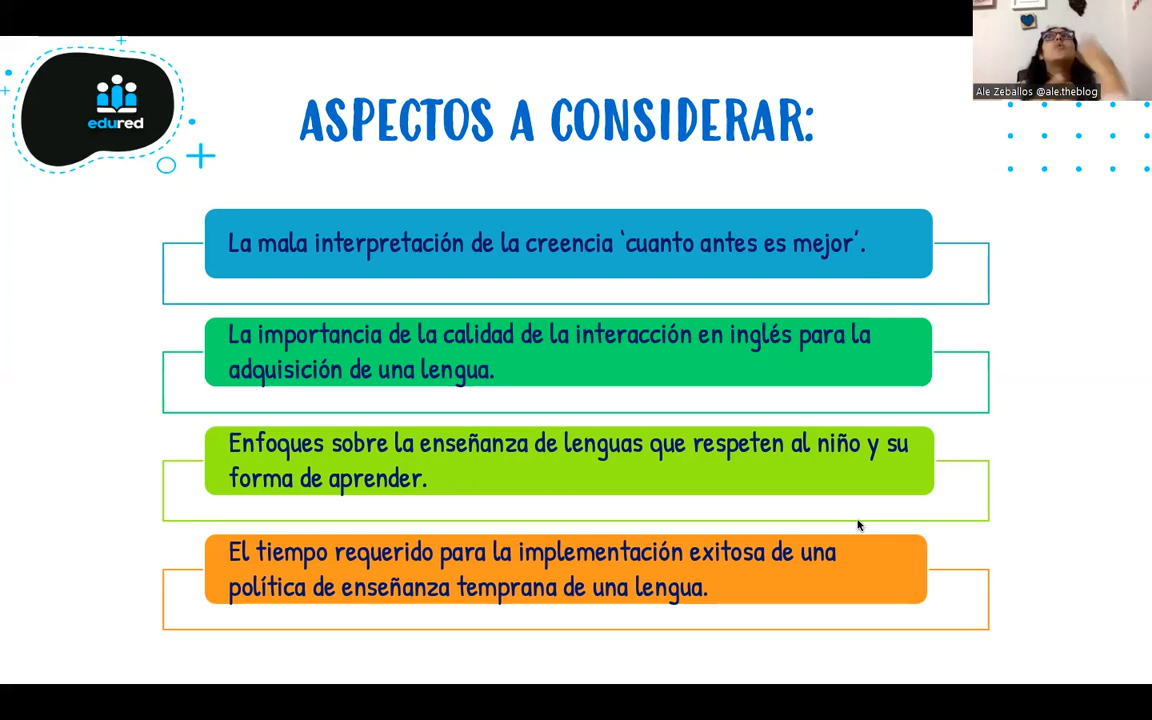 Ale Zeballos @ale.theblog
edured
ASPECTOS A CONSIDERAR:
La mala interpretación de la creencia ‘cuanto antes es mejor’.
La importancia de la calidad de la interacción en inglés para la
adquisición de una lengua.
Enfoques sobre la enseñanza de lenguas que respeten al niño y su
forma de aprender.
El tiempo requerido para la implementación exitosa de una
política de enseñanza temprana de una lengua.